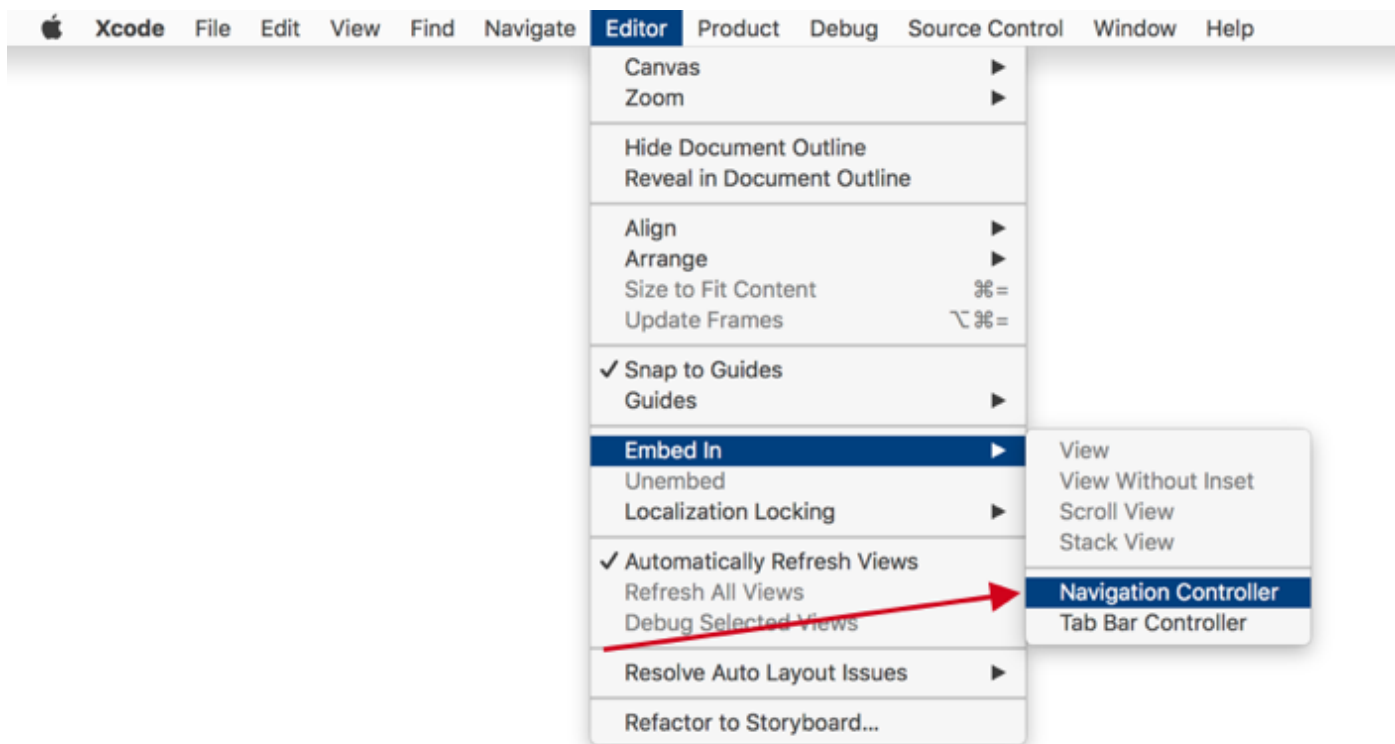 Xcode File Edit View Find Navigate Editor Product Debug Source Control Window Help
Canvas
Zoom
Hide Document Outline
Reveal in Document Outline
Align
Arrange
Size to Fit Content ⌘=
Update Frames ⌥⌘=
✓ Snap to Guides
Guides
Embed In
Unembed
Localization Locking
✓ Automatically Refresh Views
Refresh All Views
Debug Selected Views
Resolve Auto Layout Issues
Refactor to Storyboard...
View
View Without Inset
Scroll View
Stack View
Navigation Controller
Tab Bar Controller